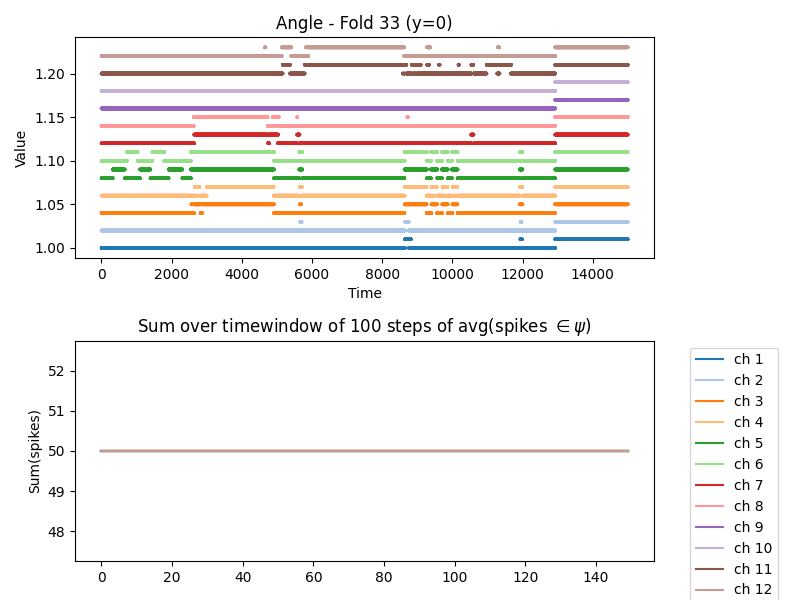 Angle - Fold 33 (y=0)
1.20
1.15
1.10
1.05
1.00
Value
0 2000 4000 6000 8000 10000 12000 14000
Time
Sum over timewindow of 100 steps of avg(spikes ∈ ψ)
52
51
50
49
48
Sum(spikes)
0 20 40 60 80 100 120 140
ch 1
ch 2
ch 3
ch 4
ch 5
ch 6
ch 7
ch 8
ch 9
ch 10
ch 11
ch 12